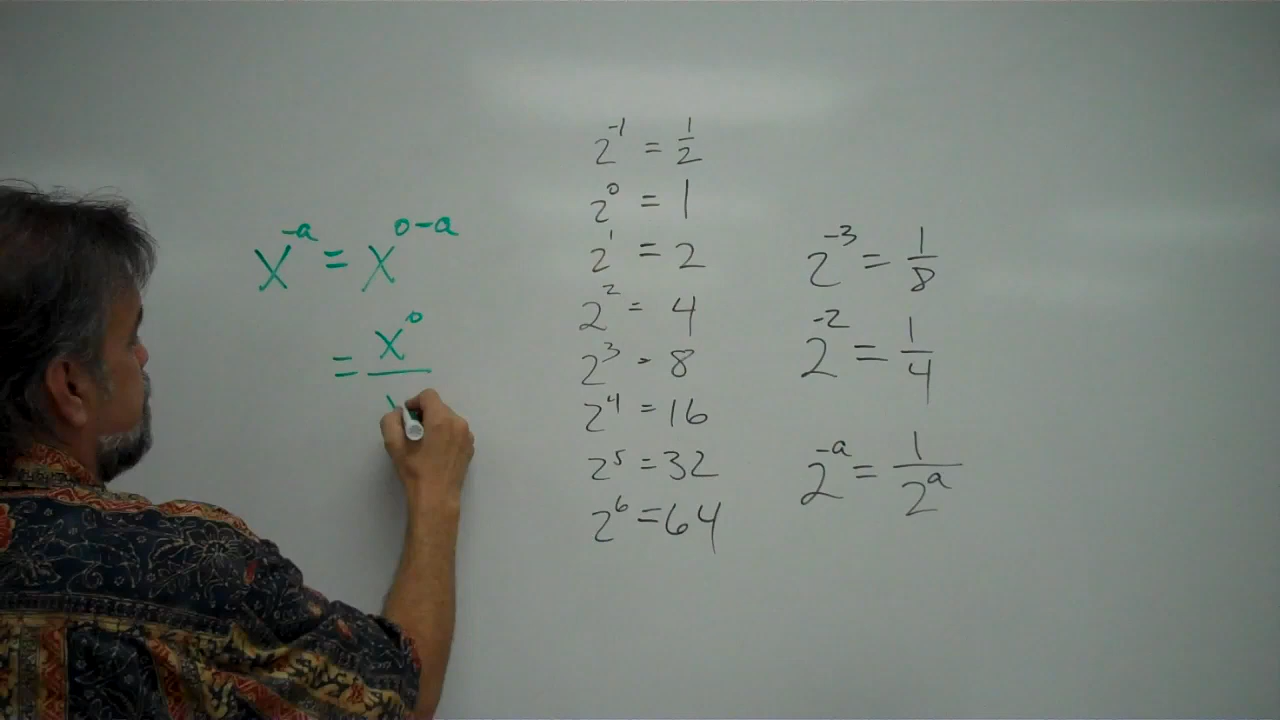 x⁻ᵃ = x⁰⁻ᵃ
= x⁰/
2⁻¹ = 1/2
2⁰ = 1
2¹ = 2
2² = 4
2³ = 8
2⁴ = 16
2⁵ = 32
2⁶ = 64
2⁻³ = 1/8
2⁻² = 1/4
2⁻ᵃ = 1/2ᵃ